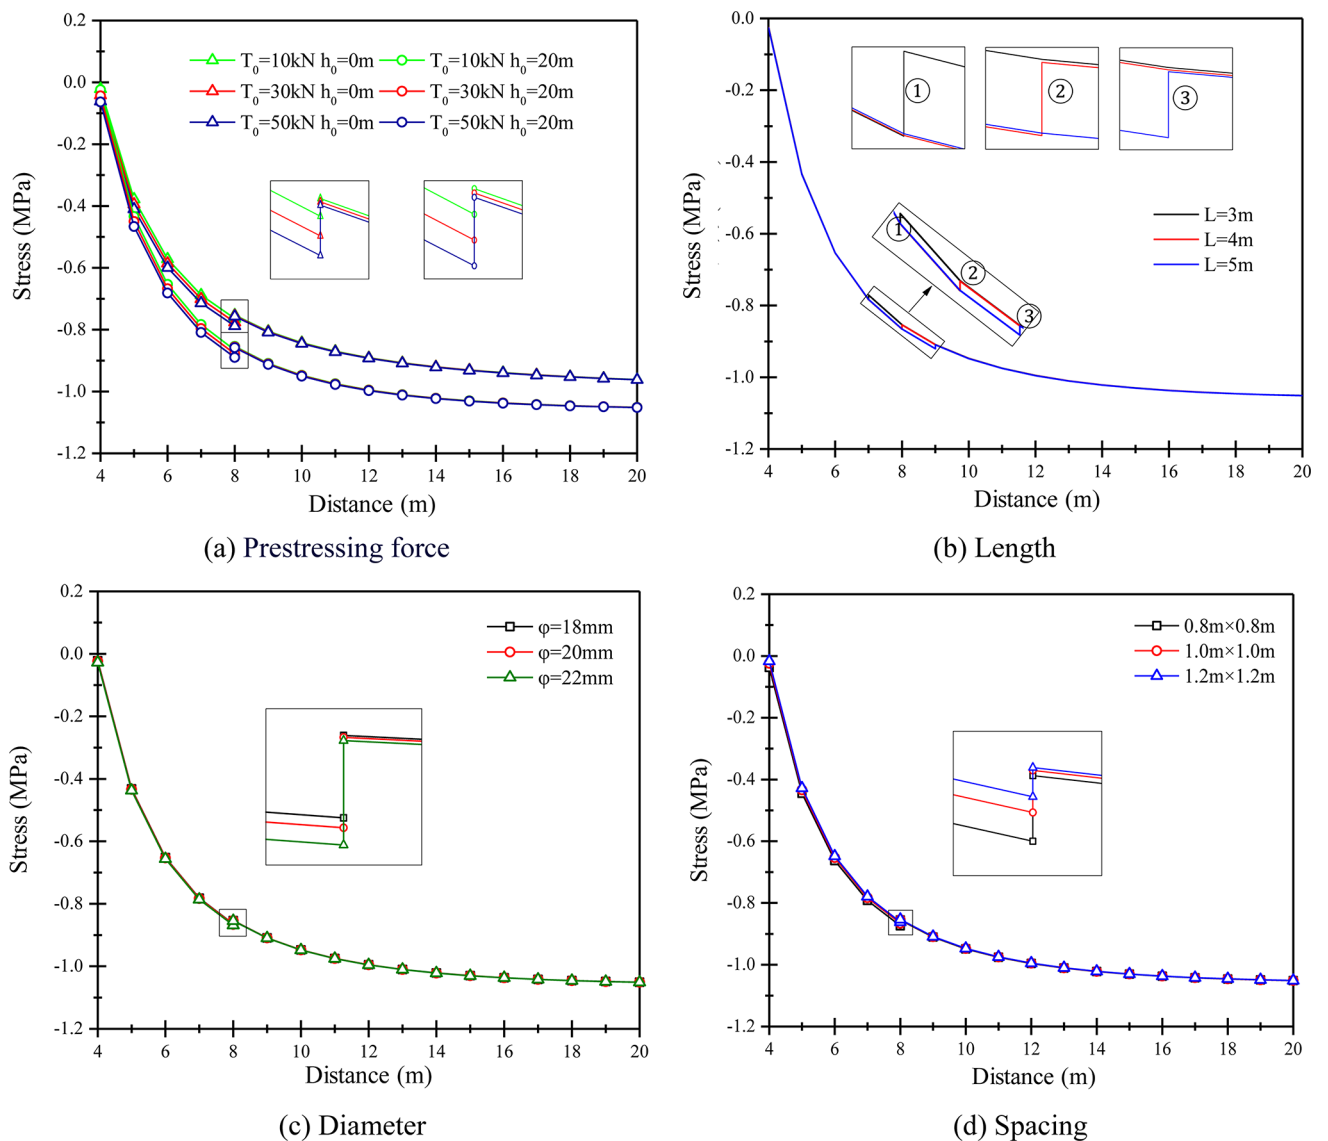 0.2
0.0
-0.2
-0.4
-0.6
-0.8
-1.0
-1.2
4 6 8 10 12 14 16 18 20
Stress (MPa)
Distance (m)
T0=10kN h0=0m
T0=30kN h0=0m
T0=50kN h0=0m
T0=10kN h0=20m
T0=30kN h0=20m
T0=50kN h0=20m
(a) Prestressing force
0.0
-0.2
-0.4
-0.6
-0.8
-1.0
-1.2
4 6 8 10 12 14 16 18 20
Stress (MPa)
Distance (m)
① ② ③
① ② ③
L=3m
L=4m
L=5m
(b) Length
0.2
0.0
-0.2
-0.4
-0.6
-0.8
-1.0
-1.2
4 6 8 10 12 14 16 18 20
Stress (MPa)
Distance (m)
φ=18mm
φ=20mm
φ=22mm
(c) Diameter
0.2
0.0
-0.2
-0.4
-0.6
-0.8
-1.0
-1.2
4 6 8 10 12 14 16 18 20
Stress (MPa)
Distance (m)
0.8m×0.8m
1.0m×1.0m
1.2m×1.2m
(d) Spacing